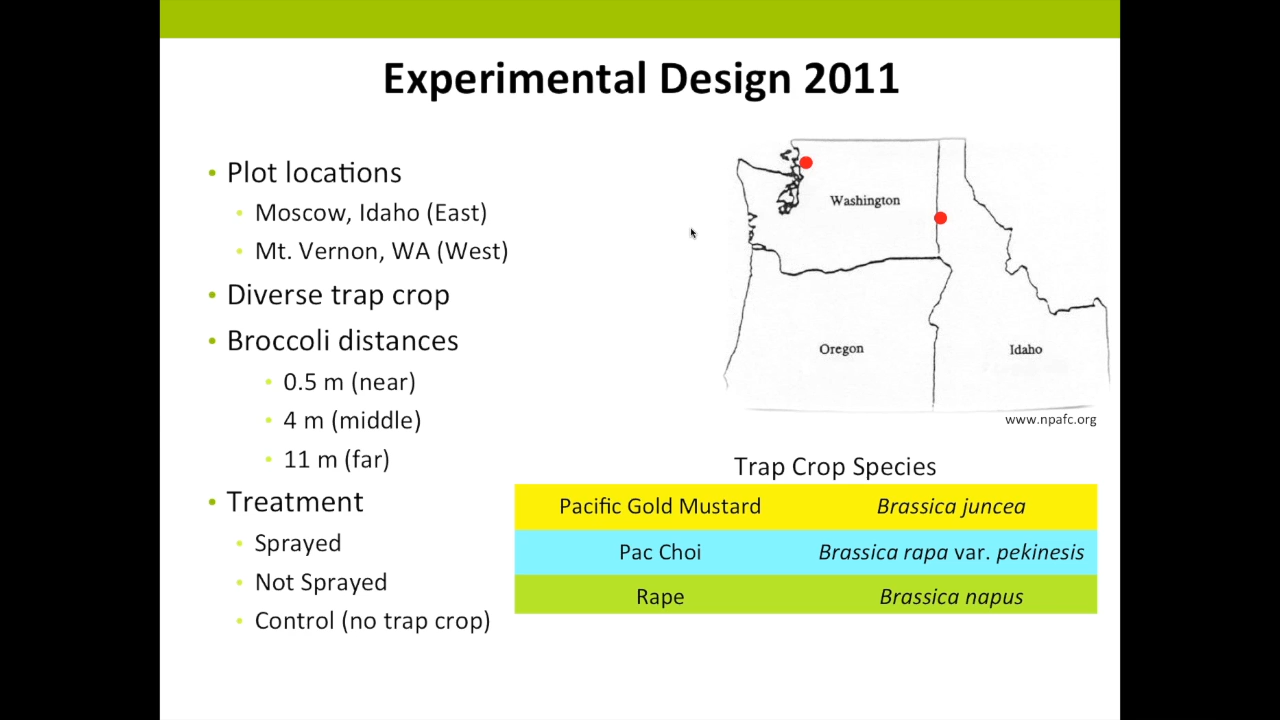 Experimental Design 2011
• Plot locations
• Moscow, Idaho (East)
• Mt. Vernon, WA (West)
• Diverse trap crop
• Broccoli distances
• 0.5 m (near)
• 4 m (middle)
• 11 m (far)
• Treatment
• Sprayed
• Not Sprayed
• Control (no trap crop)
Washington
Oregon
Idaho
www.npafc.org
Trap Crop Species
Pacific Gold Mustard Brassica juncea
Pac Choi Brassica rapa var. pekinesis
Rape Brassica napus